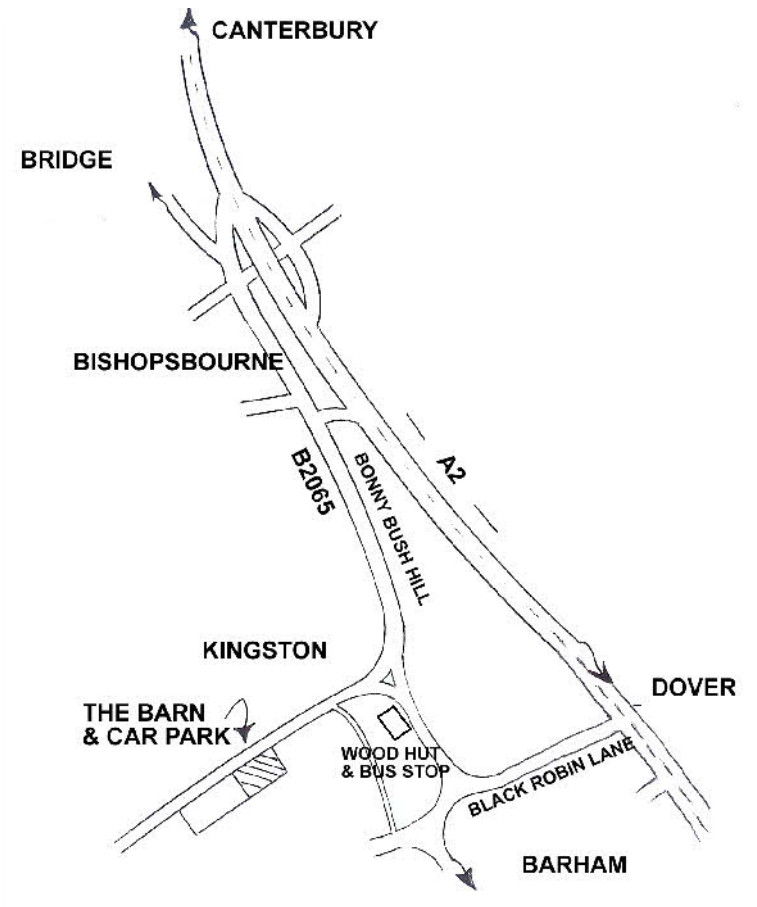 CANTERBURY
BRIDGE
BISHOPSBOURNE
A2
B2065
BONNY BUSH HILL
KINGSTON
DOVER
THE BARN
& CAR PARK
WOOD HUT
& BUS STOP
BLACK ROBIN LANE
BARHAM